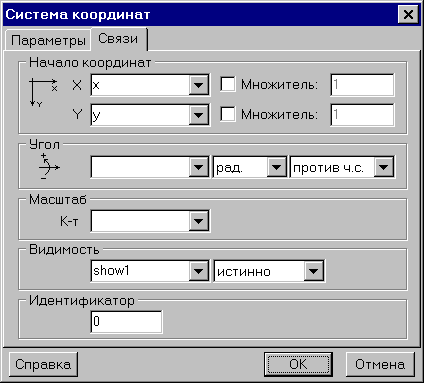 Система координат
Параметры Связи
Начало координат
X x Множитель: 1
Y y Множитель: 1
X
Y
Угол
+
-
рад. против ч.с.
Масштаб
К-т
Видимость
show1 истинно
Идентификатор
0
Справка OK Отмена